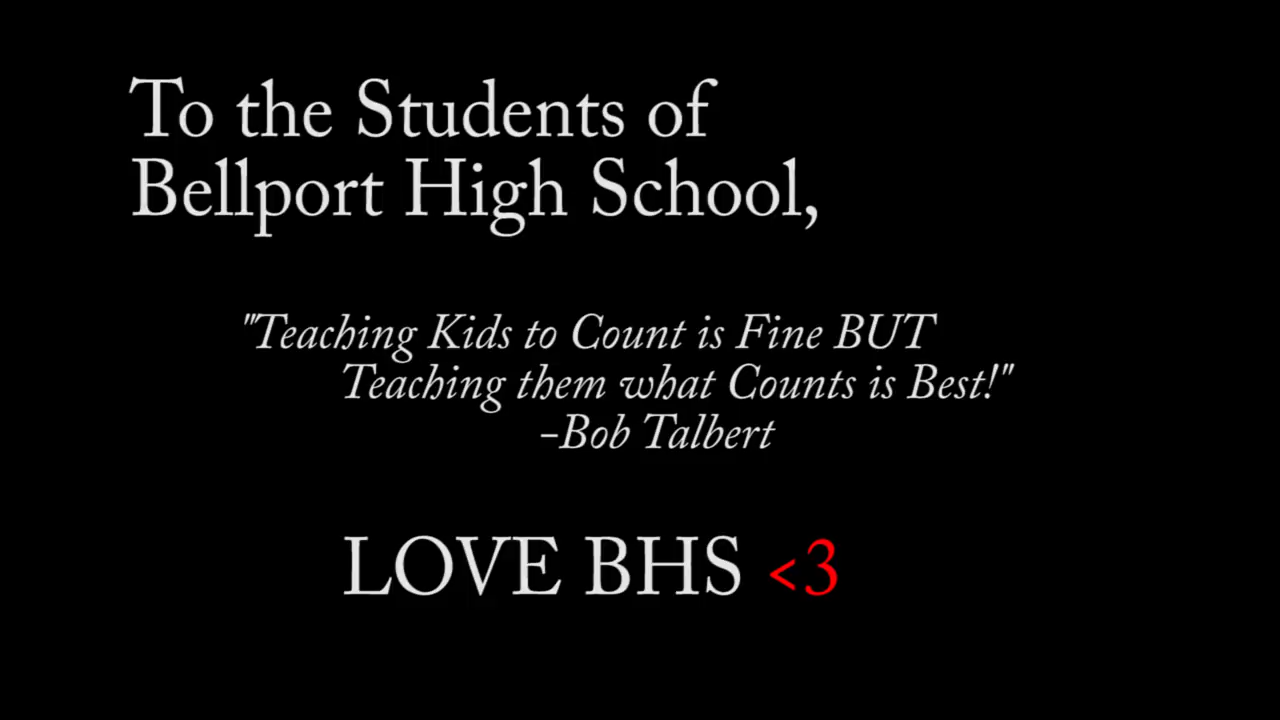 To the Students of
Bellport High School,
"Teaching Kids to Count is Fine BUT
Teaching them what Counts is Best!"
-Bob Talbert
LOVE BHS <3